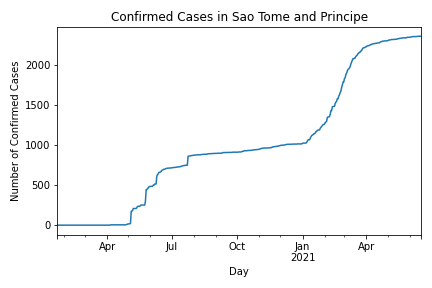 Confirmed Cases in Sao Tome and Principe
Number of Confirmed Cases
2000
1500
1000
500
0
Apr
Jul
Oct
Jan
2021
Apr
Day